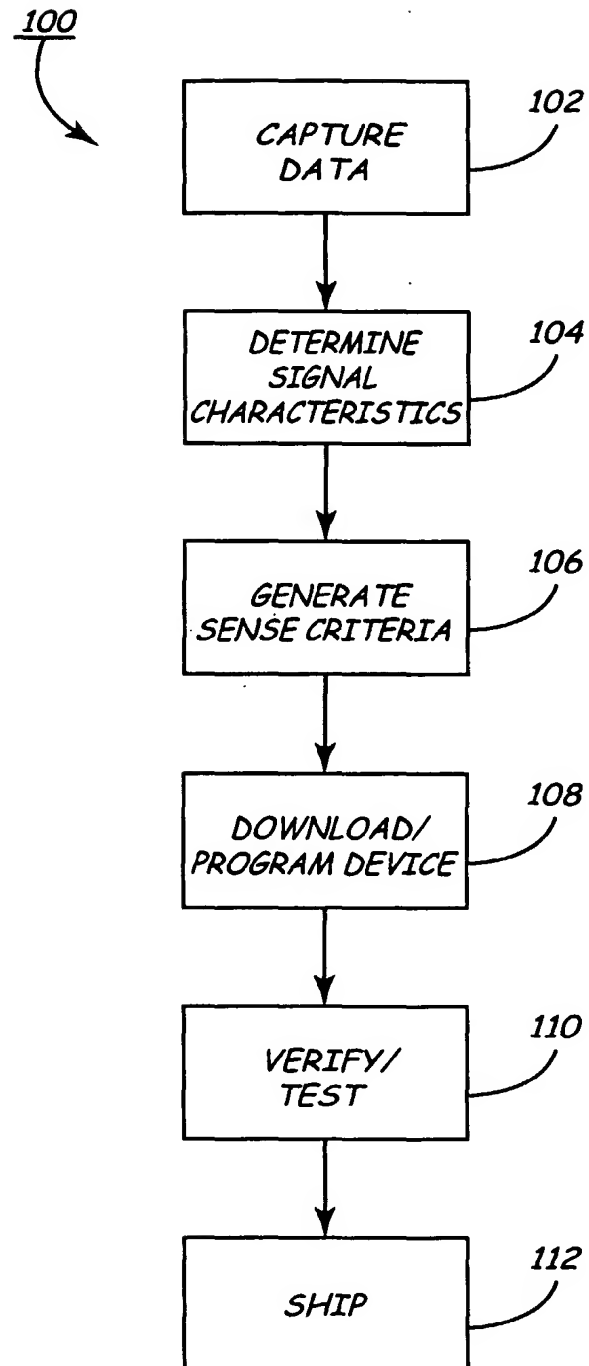 100
102
CAPTURE
DATA
104
DETERMINE
SIGNAL
CHARACTERISTICS
106
GENERATE
SENSE CRITERIA
108
DOWNLOAD/
PROGRAM DEVICE
110
VERIFY/
TEST
112
SHIP